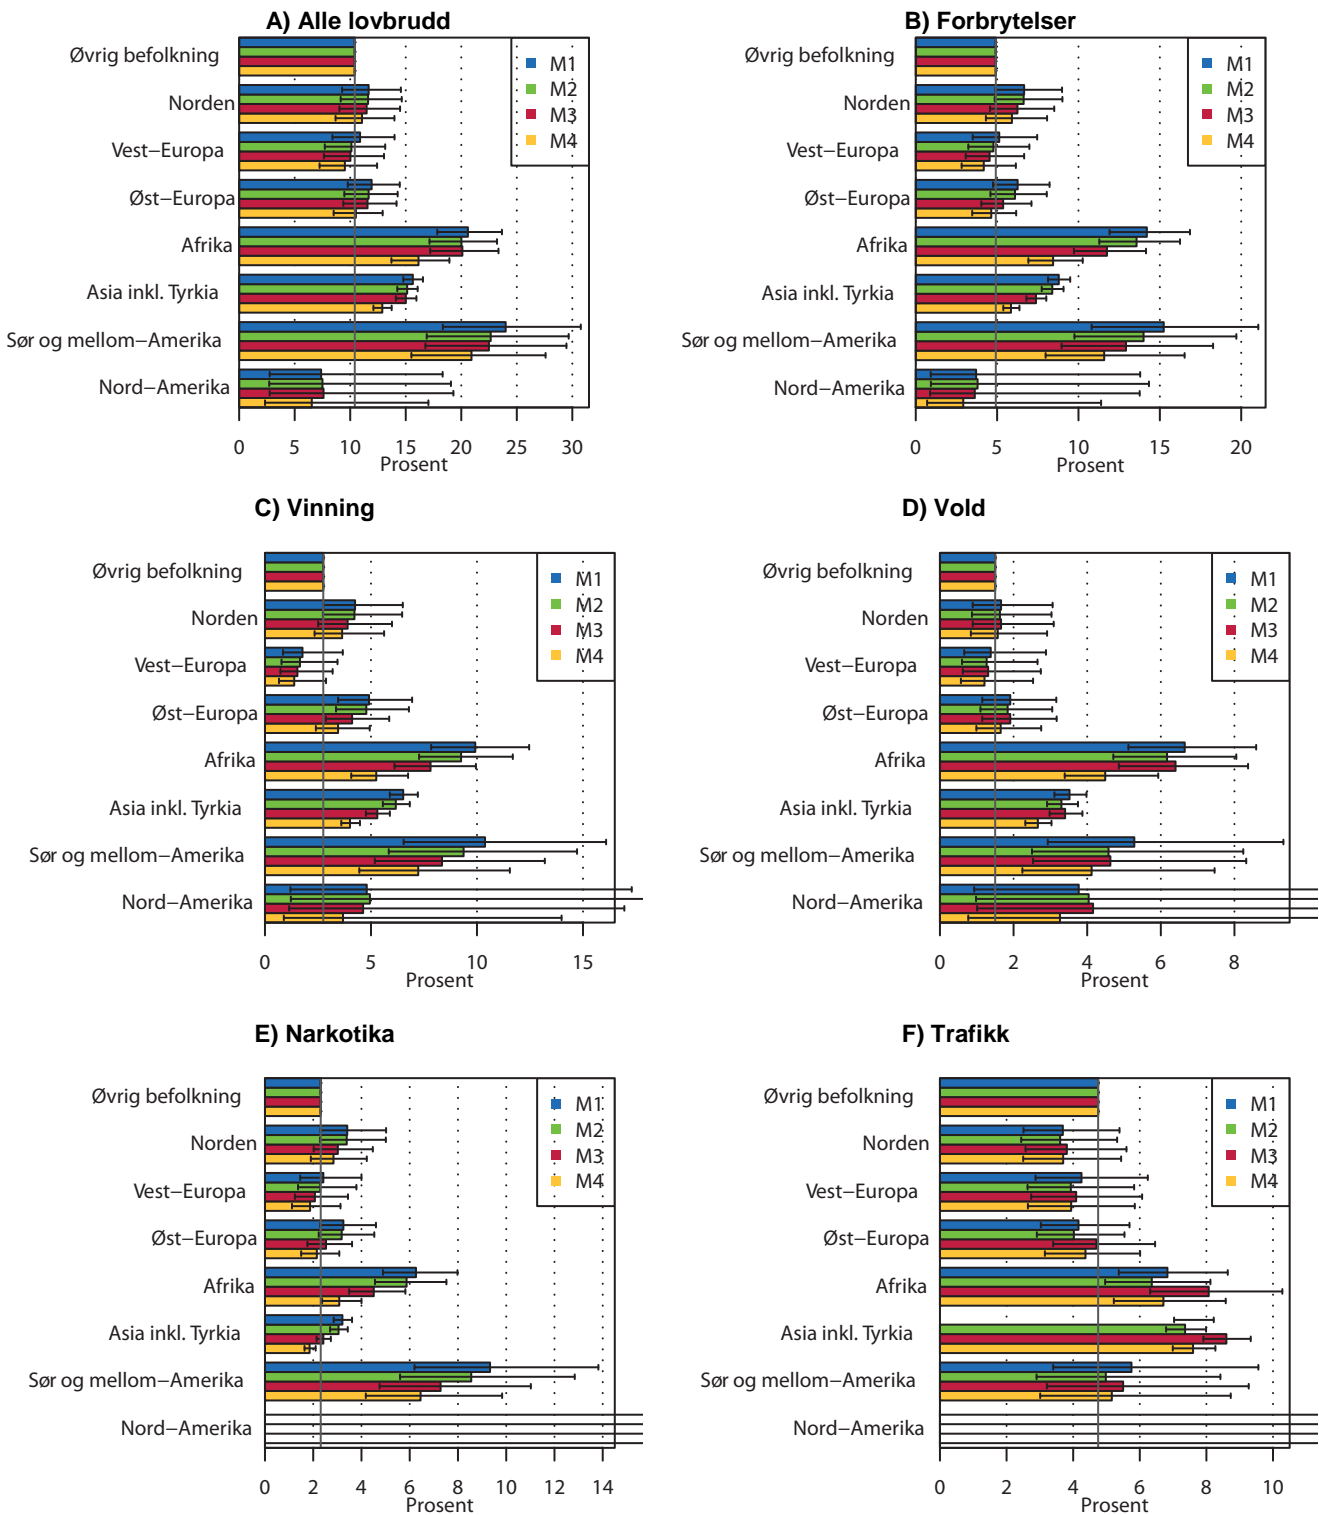 A) Alle lovbrudd
Øvrig befolkning
Norden
Vest−Europa
Øst−Europa
Afrika
Asia inkl. Tyrkia
Sør og mellom−Amerika
Nord−Amerika
M1
M2
M3
M4
0 5 10 15 20 25 30
Prosent
B) Forbrytelser
Øvrig befolkning
Norden
Vest−Europa
Øst−Europa
Afrika
Asia inkl. Tyrkia
Sør og mellom−Amerika
Nord−Amerika
M1
M2
M3
M4
0 5 10 15 20
Prosent
C) Vinning
Øvrig befolkning
Norden
Vest−Europa
Øst−Europa
Afrika
Asia inkl. Tyrkia
Sør og mellom−Amerika
Nord−Amerika
M1
M2
M3
M4
0 5 10 15
Prosent
D) Vold
Øvrig befolkning
Norden
Vest−Europa
Øst−Europa
Afrika
Asia inkl. Tyrkia
Sør og mellom−Amerika
Nord−Amerika
M1
M2
M3
M4
0 2 4 6 8
Prosent
E) Narkotika
Øvrig befolkning
Norden
Vest−Europa
Øst−Europa
Afrika
Asia inkl. Tyrkia
Sør og mellom−Amerika
Nord−Amerika
M1
M2
M3
M4
0 2 4 6 8 10 12 14
Prosent
F) Trafikk
Øvrig befolkning
Norden
Vest−Europa
Øst−Europa
Afrika
Asia inkl. Tyrkia
Sør og mellom−Amerika
Nord−Amerika
M1
M2
M3
M4
0 2 4 6 8 10
Prosent